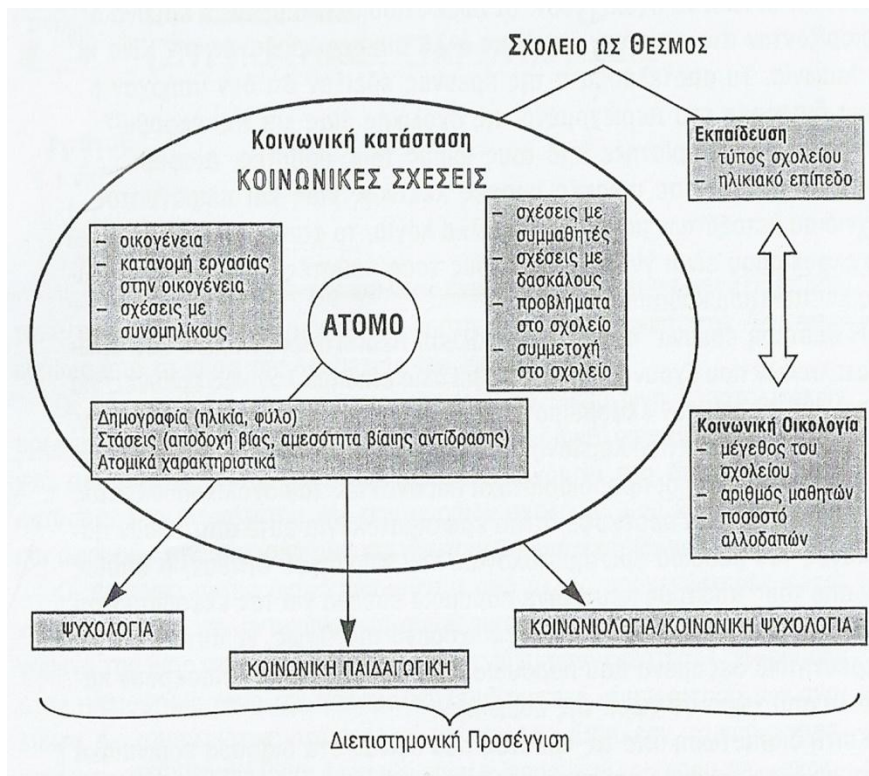 ΣΧΟΛΕΙΟ ΩΣ ΘΕΣΜΟΣ
Κοινωνική κατάσταση
ΚΟΙΝΩΝΙΚΕΣ ΣΧΕΣΕΙΣ
Εκπαίδευση
– τύπος σχολείου
– ηλικιακό επίπεδο
– οικογένεια
– κατανομή εργασίας
στην οικογένεια
– σχέσεις με
συνομηλίκους
ΑΤΟΜΟ
– σχέσεις με
συμμαθητές
– σχέσεις με
δασκάλους
– προβλήματα
στο σχολείο
– συμμετοχή
στο σχολείο
Δημογραφία (ηλικία, φύλο)
Στάσεις (αποδοχή βίας, αμεσότητα βίαιης αντίδρασης)
Ατομικά χαρακτηριστικά
Κοινωνική Οικολογία
– μέγεθος του
σχολείου
– αριθμός μαθητών
– ποσοστό
αλλοδαπών
ΨΥΧΟΛΟΓΙΑ
ΚΟΙΝΩΝΙΚΗ ΠΑΙΔΑΓΩΓΙΚΗ
ΚΟΙΝΩΝΙΟΛΟΓΙΑ/ΚΟΙΝΩΝΙΚΗ ΨΥΧΟΛΟΓΙΑ
Διεπιστημονική Προσέγγιση